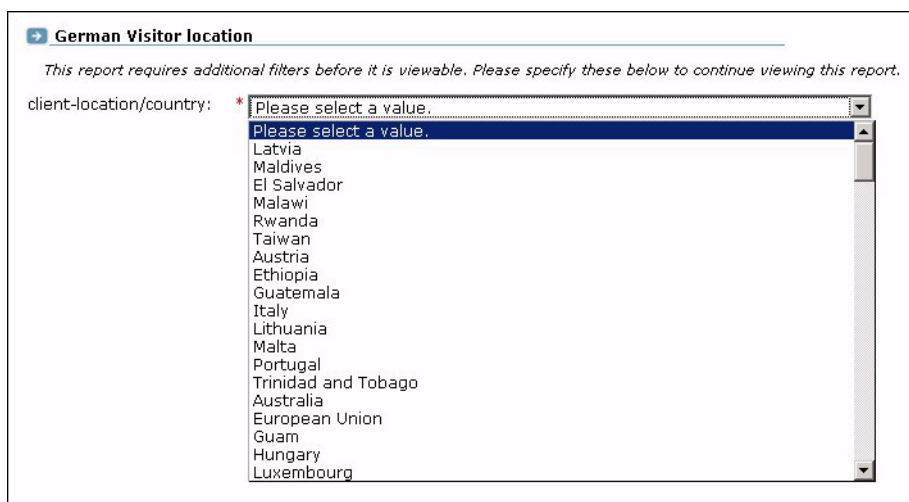 German Visitor location
This report requires additional filters before it is viewable. Please specify these below to continue viewing this report.
client-location/country: * Please select a value.
Please select a value.
Latvia
Maldives
El Salvador
Malawi
Rwanda
Taiwan
Austria
Ethiopia
Guatemala
Italy
Lithuania
Malta
Portugal
Trinidad and Tobago
Australia
European Union
Guam
Hungary
Luxembourg